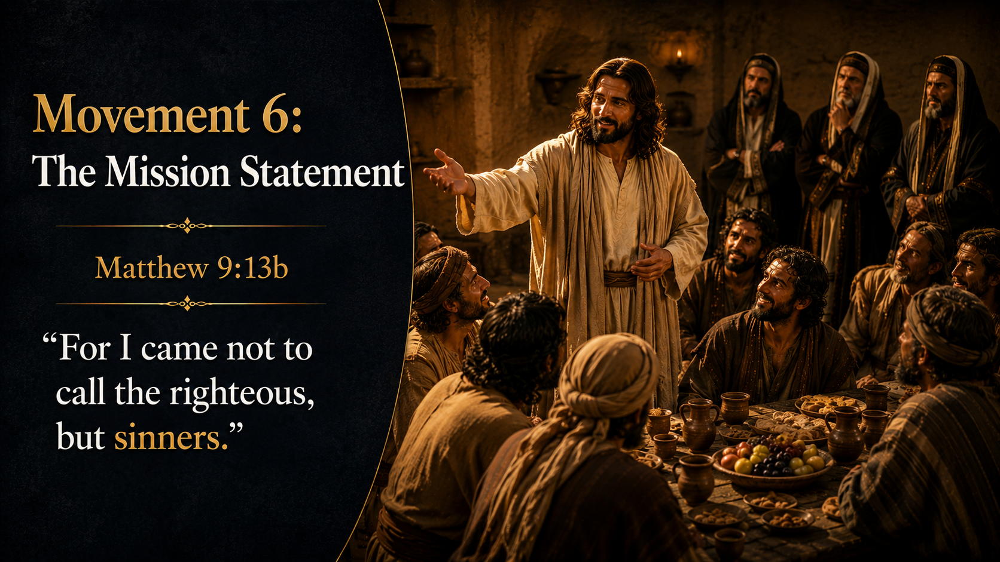 Movement 6:
The Mission Statement
Matthew 9:13b
“For I came not to
call the righteous,
but sinners.”